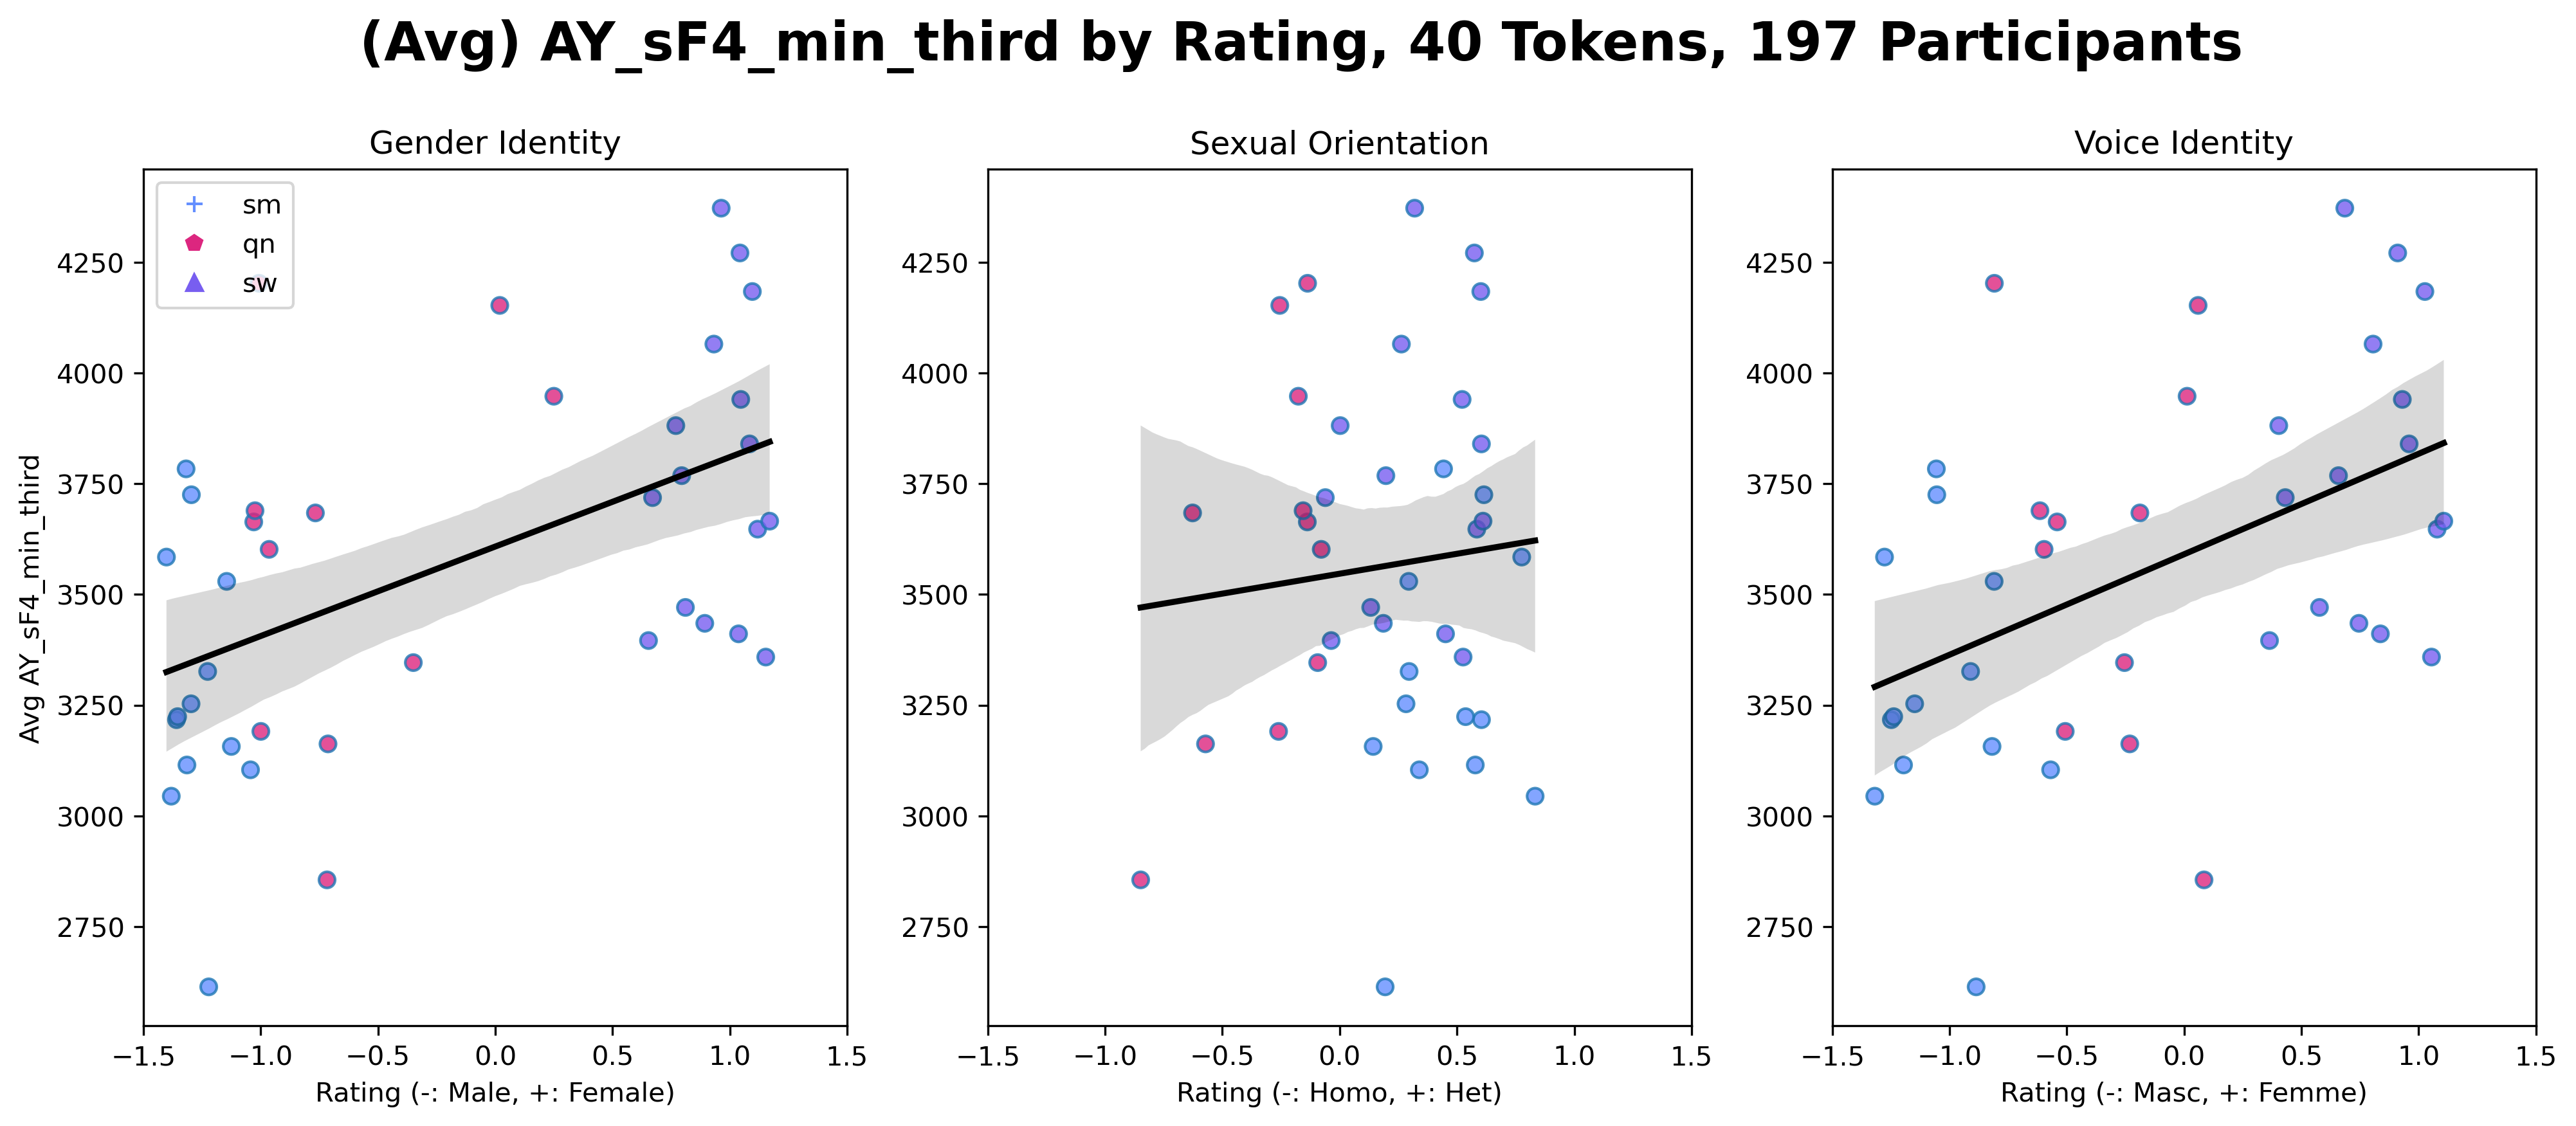 (Avg) AY_sF4_min_third by Rating, 40 Tokens, 197 Participants
Gender Identity
Sexual Orientation
Voice Identity
sm
qn
sw
Avg AY_sF4_min_third
4250
4000
3750
3500
3250
3000
2750
−1.5 −1.0 −0.5 0.0 0.5 1.0 1.5
Rating (-: Male, +: Female)
4250
4000
3750
3500
3250
3000
2750
−1.5 −1.0 −0.5 0.0 0.5 1.0 1.5
Rating (-: Homo, +: Het)
4250
4000
3750
3500
3250
3000
2750
−1.5 −1.0 −0.5 0.0 0.5 1.0 1.5
Rating (-: Masc, +: Femme)